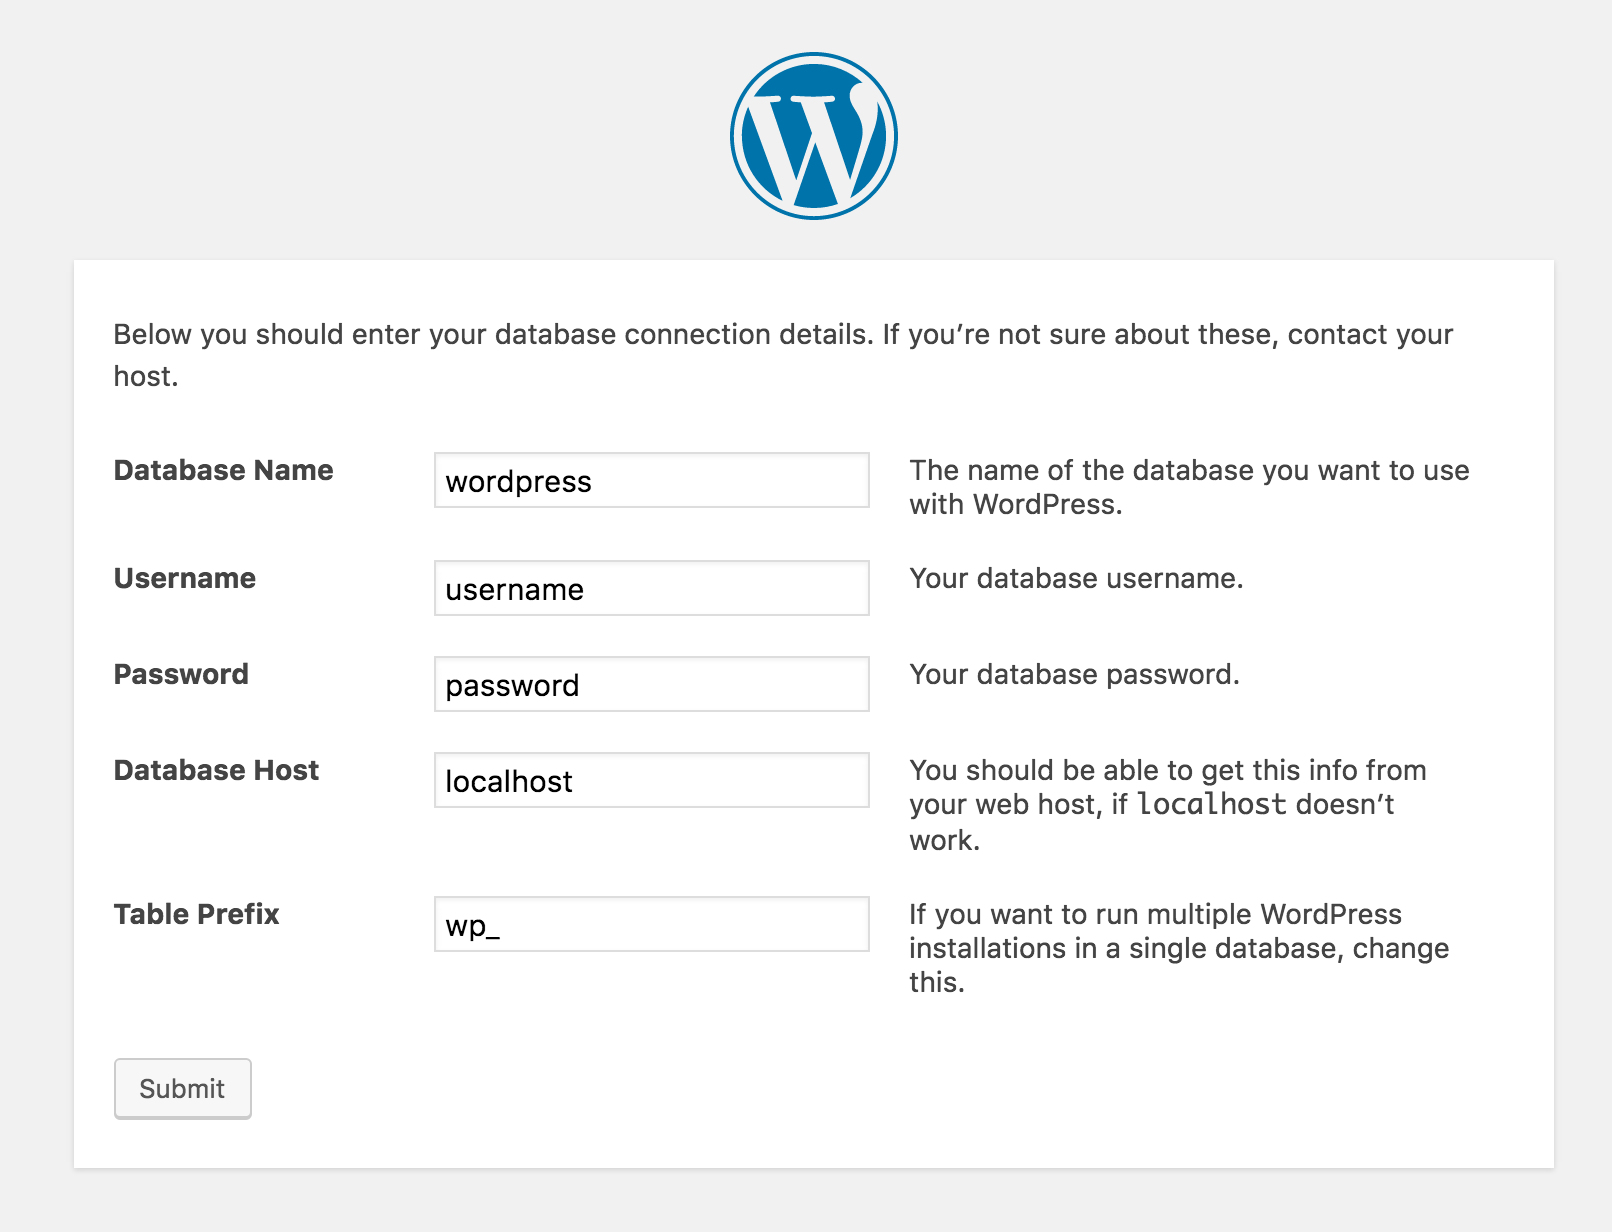 Below you should enter your database connection details. If you’re not sure about these, contact your
host.
Database Name
wordpress
The name of the database you want to use
with WordPress.
Username
username
Your database username.
Password
password
Your database password.
Database Host
localhost
You should be able to get this info from
your web host, if localhost doesn’t
work.
Table Prefix
wp_
If you want to run multiple WordPress
installations in a single database, change
this.
Submit